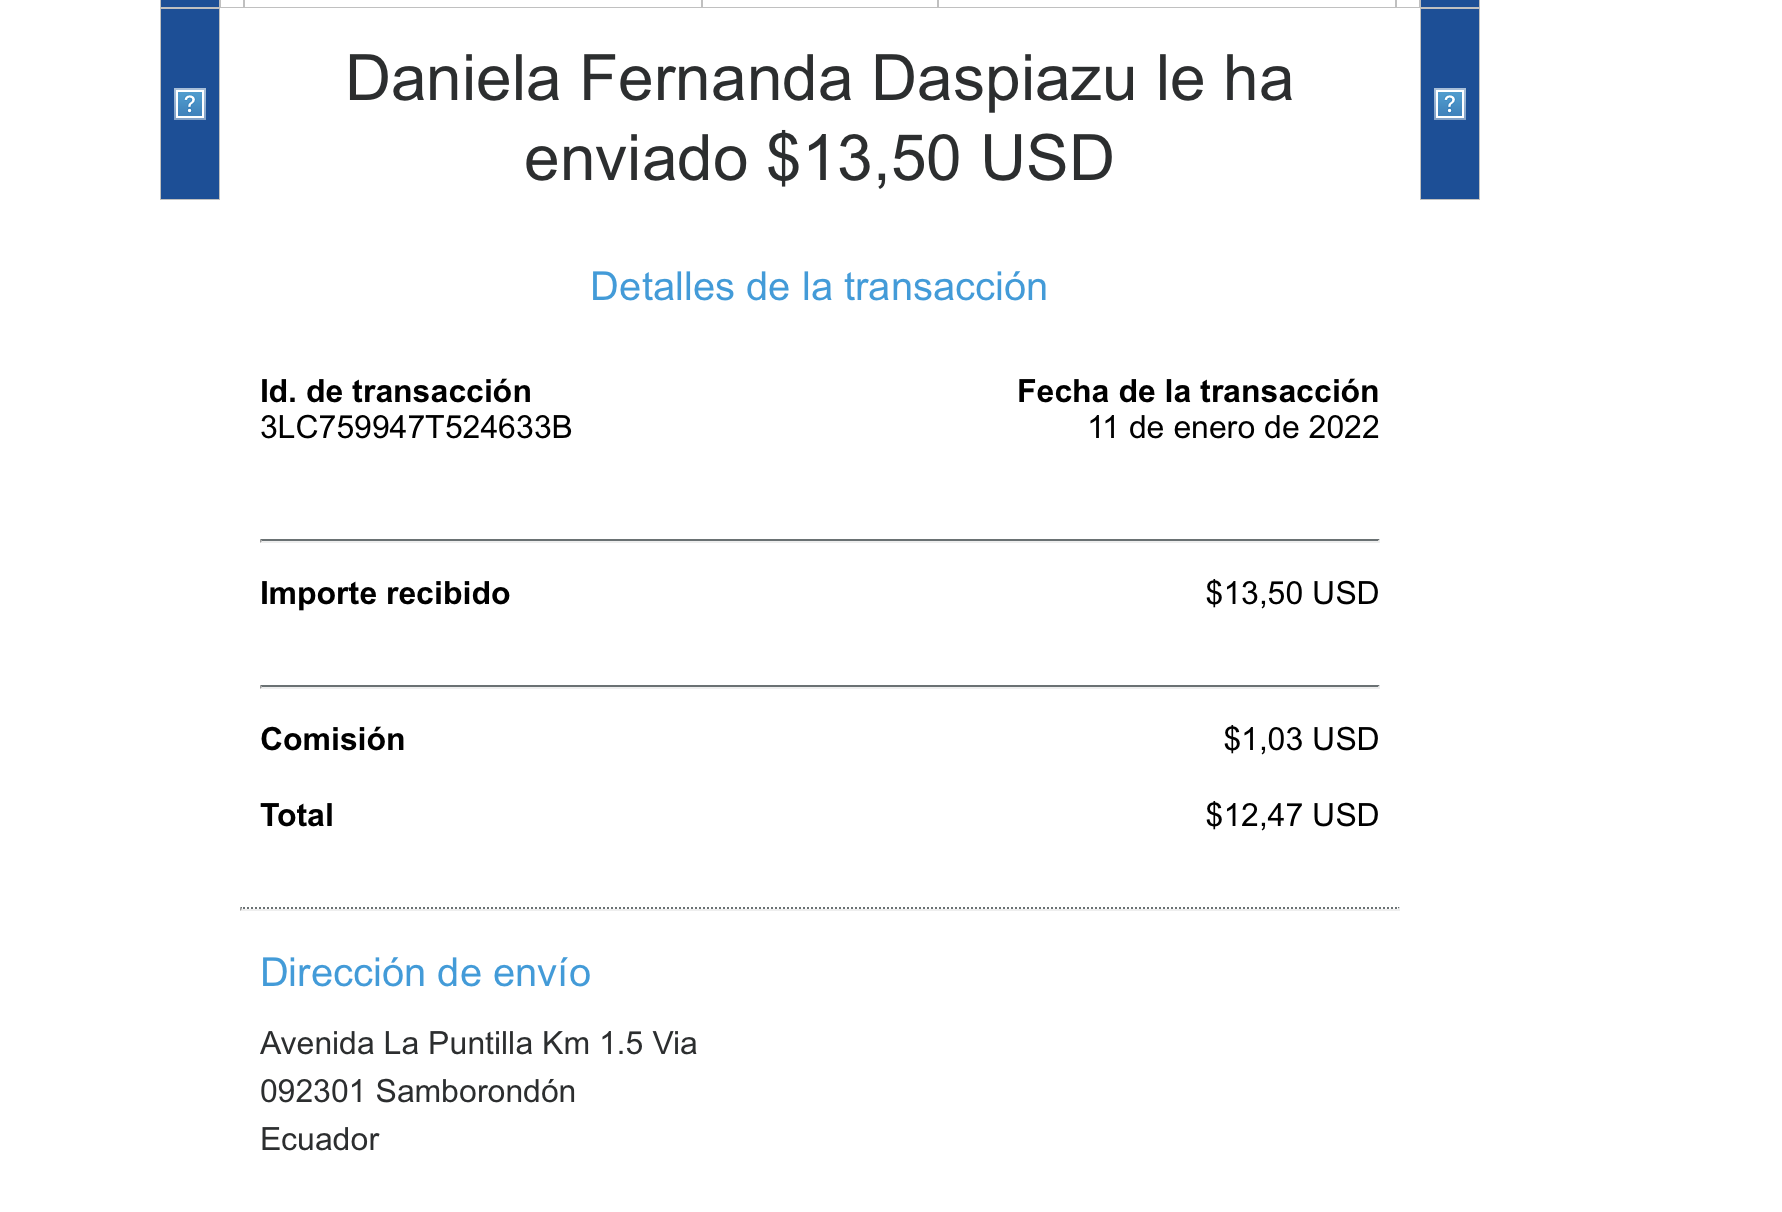 Daniela Fernanda Daspiazu le ha
enviado $13,50 USD
Detalles de la transacción
Id. de transacción
3LC759947T524633B
Fecha de la transacción
11 de enero de 2022
Importe recibido $13,50 USD
Comisión $1,03 USD
Total $12,47 USD
Dirección de envío
Avenida La Puntilla Km 1.5 Via
092301 Samborondón
Ecuador